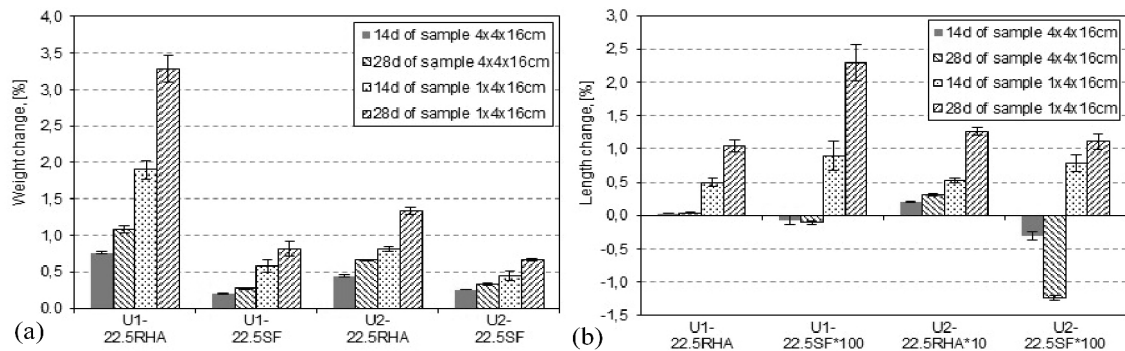 4,0
3,5
3,0
2,5
2,0
1,5
1,0
0,5
0,0
Weight change, [%]
14d of sample 4x4x16cm
28d of sample 4x4x16cm
14d of sample 1x4x16cm
28d of sample 1x4x16cm
U1-
22.5RHA
U1-
22.5SF
U2-
22.5RHA
U2-
22.5SF
(a)
3,0
2,5
2,0
1,5
1,0
0,5
0,0
-0,5
-1,0
-1,5
Length change, [%]
14d of sample 4x4x16cm
28d of sample 4x4x16cm
14d of sample 1x4x16cm
28d of sample 1x4x16cm
U1-
22.5RHA
U1-
22.5SF*100
U2-
22.5RHA*10
U2-
22.5SF*100
(b)